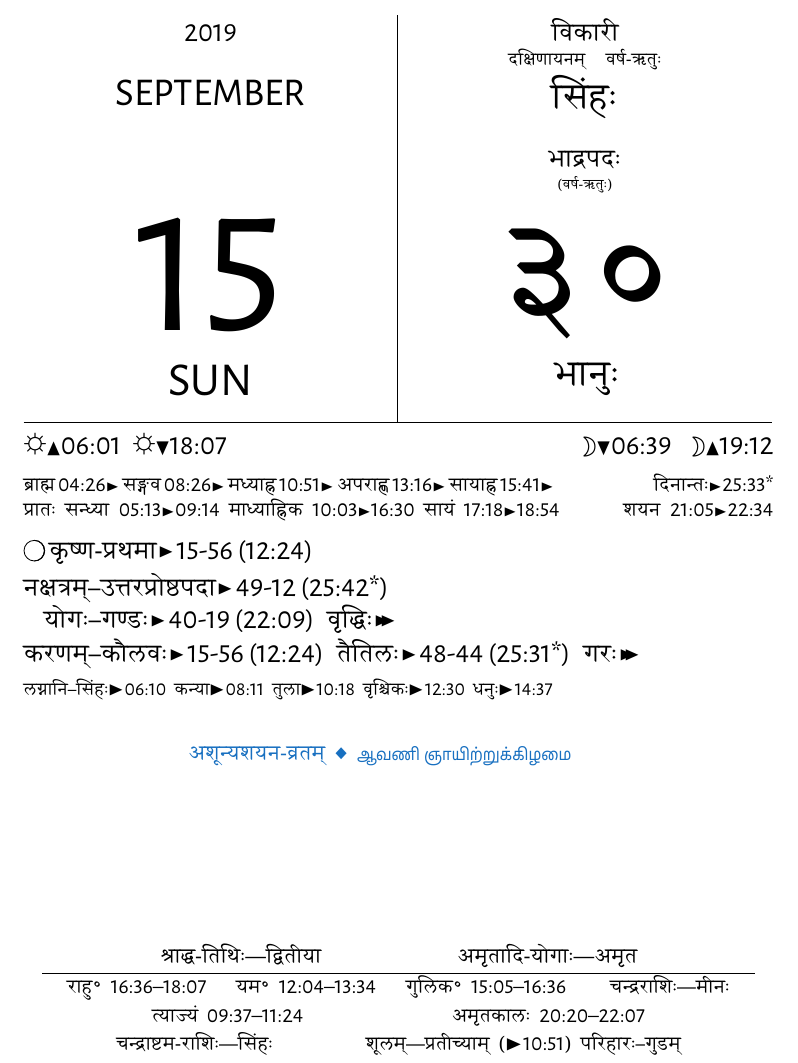 2019
SEPTEMBER
15
SUN
विकारी
दक्षिणायनम् वर्ष-ऋतुः
सिंहः
भाद्रपदः
(वर्ष-ऋतुः)
३०
भानुः
☼▲06:01 ☼▼18:07 ☽▼06:39 ☽▲19:12
ब्राह्म 04:26► सङ्गव 08:26► मध्याह्न 10:51► अपराह्ण 13:16► सायाह्न 15:41► दिनान्तः►25:33*
प्रातः सन्ध्या 05:13►09:14 माध्याह्निक 10:03►16:30 सायं 17:18►18:54 शयन 21:05►22:34
○ कृष्ण-प्रथमा►15-56 (12:24)
नक्षत्रम्–उत्तरप्रोष्ठपदा►49-12 (25:42*)
योगः–गण्डः►40-19 (22:09) वृद्धिः►►
करणम्–कौलवः►15-56 (12:24) तैतिलः►48-44 (25:31*) गरः►►
लग्नानि–सिंहः►06:10 कन्या►08:11 तुला►10:18 वृश्चिकः►12:30 धनुः►14:37
अशून्यशयन-व्रतम् ◆ ஆவணி ஞாயிற்றுக்கிழமை
श्राद्ध-तिथिः—द्वितीया अमृतादि-योगाः—अमृत
राहु॰ 16:36–18:07 यम॰ 12:04–13:34 गुलिक॰ 15:05–16:36 चन्द्रराशिः—मीनः
त्याज्यं 09:37–11:24 अमृतकालः 20:20–22:07
चन्द्राष्टम-राशिः—सिंहः शूलम्—प्रतीच्याम् (►10:51) परिहारः–गुडम्